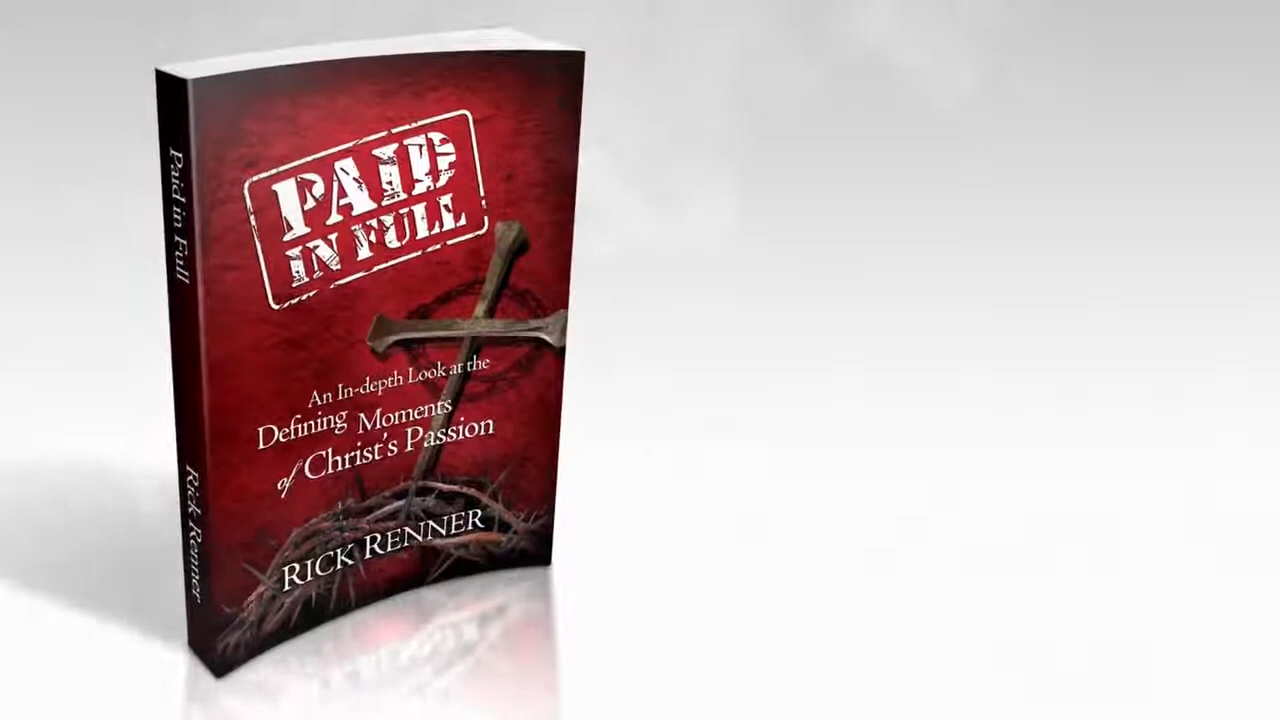 Paid in Full
Rick Renner
PAID
IN FULL
An In-depth Look at the
Defining Moments
of Christ's Passion
RICK RENNER